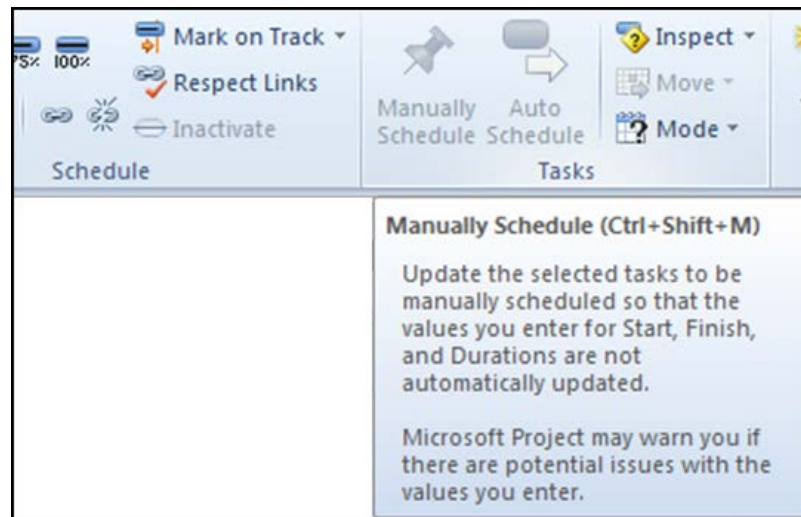 75% 100%
Mark on Track
Respect Links
Inactivate
Schedule
Manually
Schedule
Auto
Schedule
Inspect
Move
Mode
Tasks
Manually Schedule (Ctrl+Shift+M)
Update the selected tasks to be
manually scheduled so that the
values you enter for Start, Finish,
and Durations are not
automatically updated.
Microsoft Project may warn you if
there are potential issues with the
values you enter.